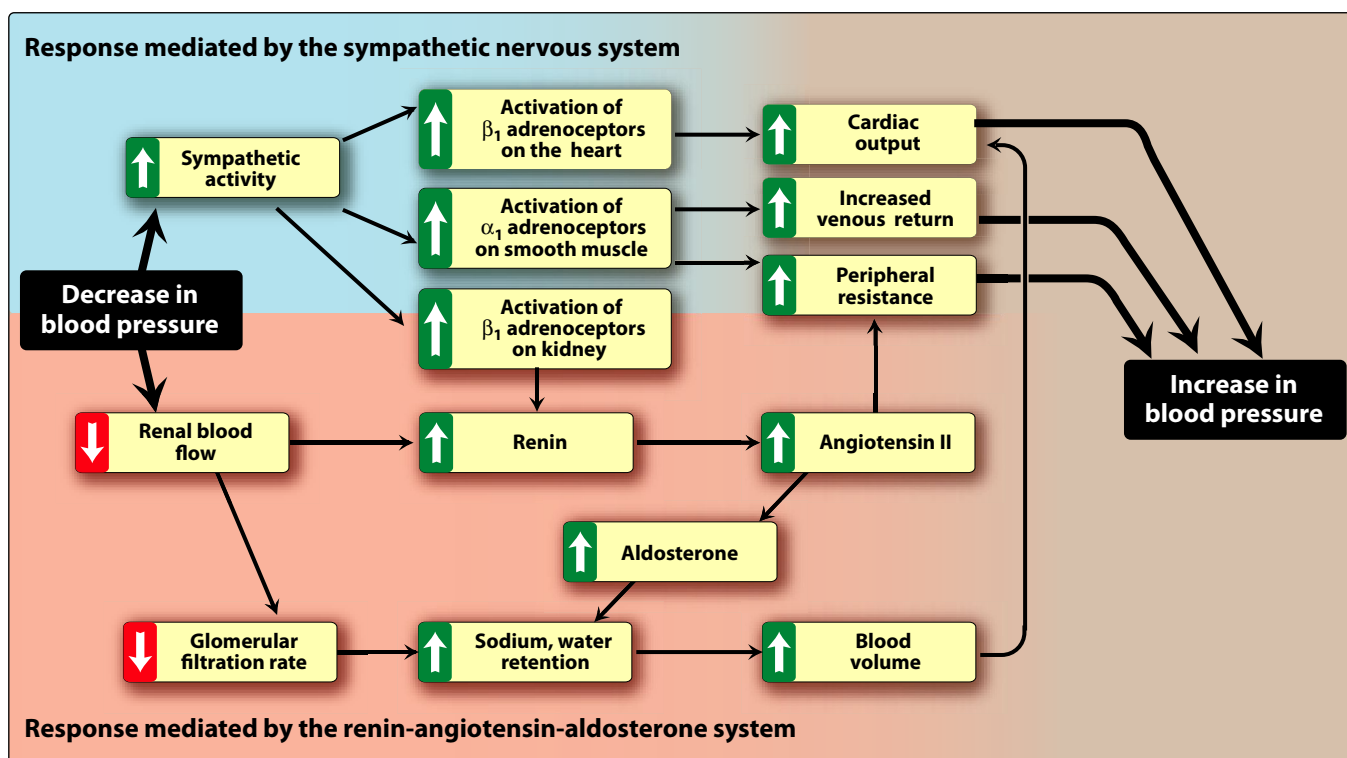 Response mediated by the sympathetic nervous system
Activation of
β1 adrenoceptors
on the heart
Cardiac
output
Sympathetic
activity
Activation of
α1 adrenoceptors
on smooth muscle
Increased
venous return
Peripheral
resistance
Decrease in
blood pressure
Activation of
β1 adrenoceptors
on kidney
Increase in
blood pressure
Renal blood
flow
Renin
Angiotensin II
Aldosterone
Glomerular
filtration rate
Sodium, water
retention
Blood
volume
Response mediated by the renin-angiotensin-aldosterone system